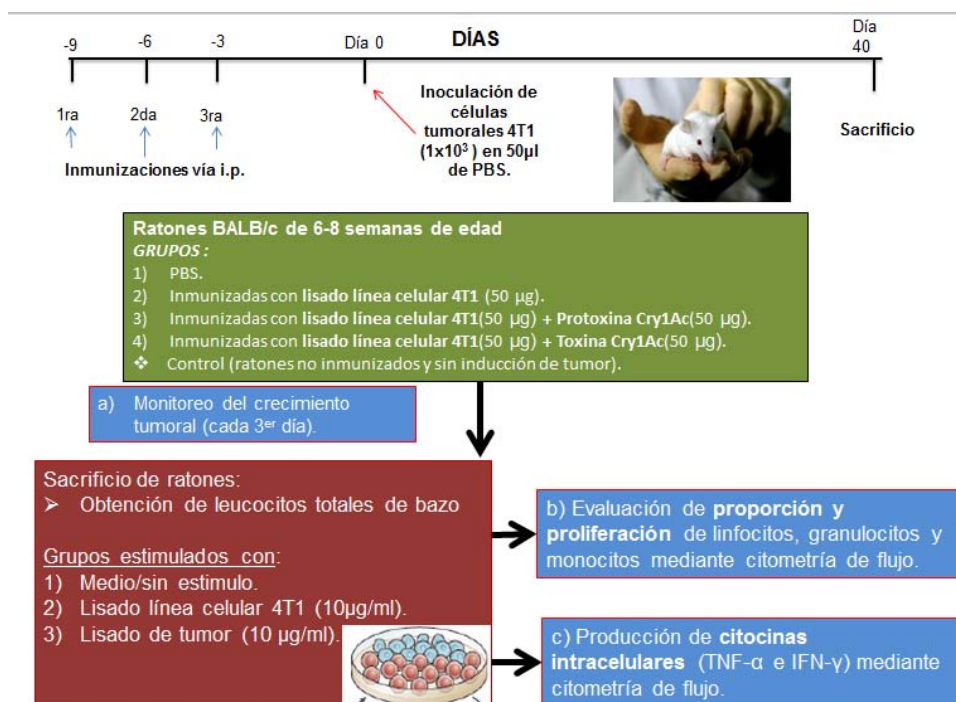 -9
-6
-3
Día 0
DÍAS
Día
40
1ra
2da
3ra
Inmunizaciones vía i.p.
Inoculación de
células
tumorales 4T1
(1x10³ ) en 50µl
de PBS.
Sacrificio
Ratones BALB/c de 6-8 semanas de edad
GRUPOS :
1) PBS.
2) Inmunizadas con lisado línea celular 4T1 (50 µg).
3) Inmunizadas con lisado línea celular 4T1(50 µg) + Protoxina Cry1Ac(50 µg).
4) Inmunizadas con lisado línea celular 4T1(50 µg) + Toxina Cry1Ac(50 µg).
❖ Control (ratones no inmunizados y sin inducción de tumor).
a) Monitoreo del crecimiento
tumoral (cada 3er día).
Sacrificio de ratones:
➢ Obtención de leucocitos totales de bazo
Grupos estimulados con:
1) Medio/sin estimulo.
2) Lisado línea celular 4T1 (10µg/ml).
3) Lisado de tumor (10 µg/ml).
b) Evaluación de proporción y
proliferación de linfocitos, granulocitos y
monocitos mediante citometría de flujo.
c) Producción de citocinas
intracelulares (TNF-α e IFN-γ) mediante
citometría de flujo.